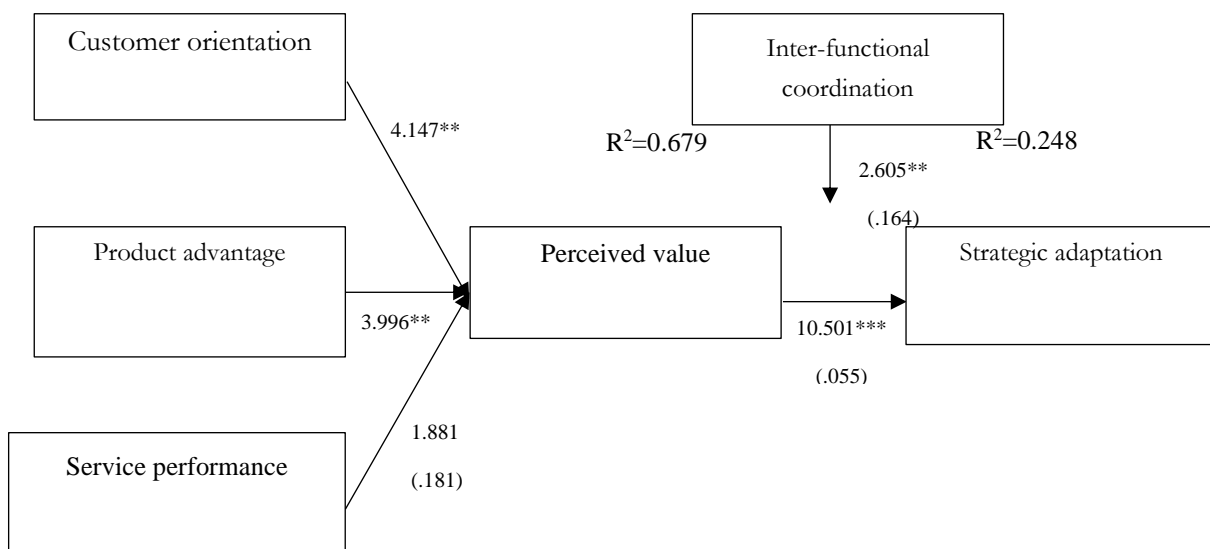 Customer orientation
Inter-functional
coordination
4.147**
R²=0.679
R²=0.248
2.605**
(.164)
Product advantage
Perceived value
Strategic adaptation
3.996**
10.501***
(.055)
1.881
(.181)
Service performance